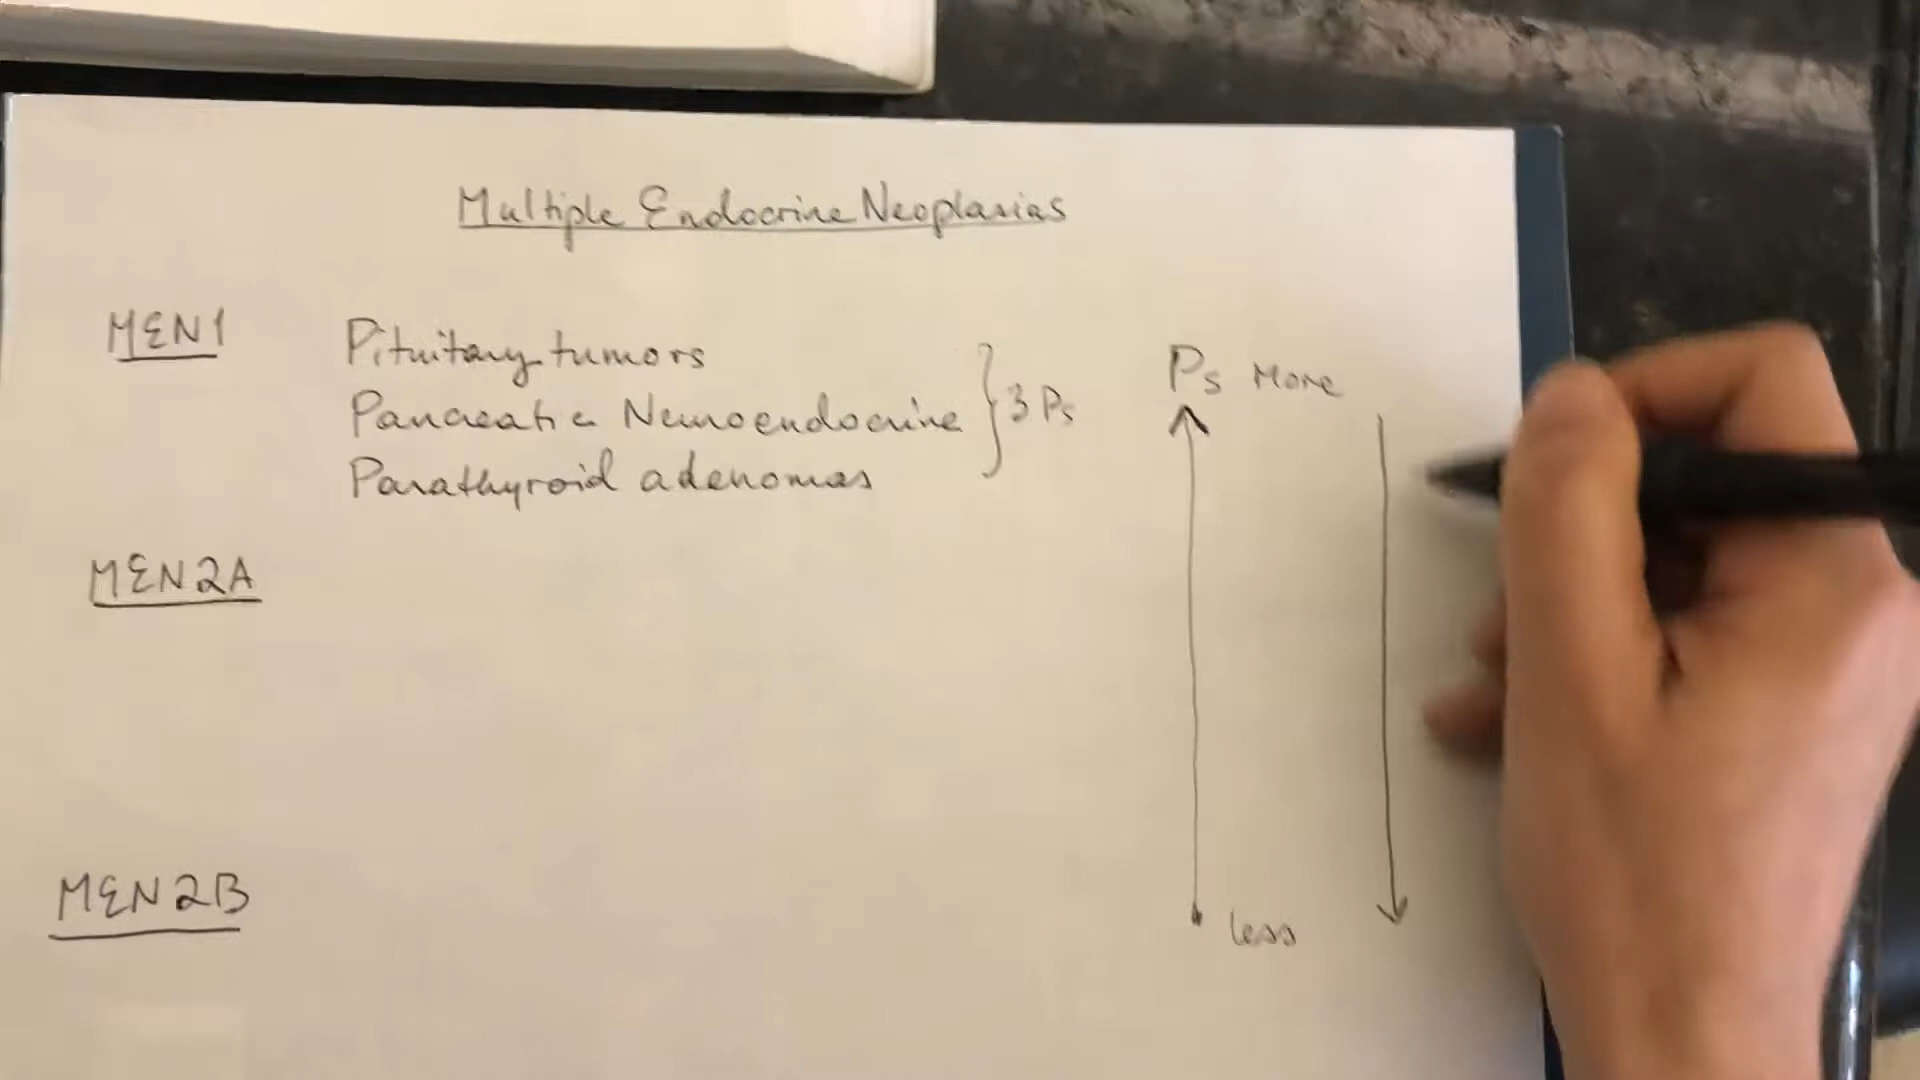 Multiple Endocrine Neoplasias
MEN1
Pituitary tumors
Pancreatic Neuroendocrine
Parathyroid adenomas
3 Ps
Ps More
less
MEN2A
MEN2B